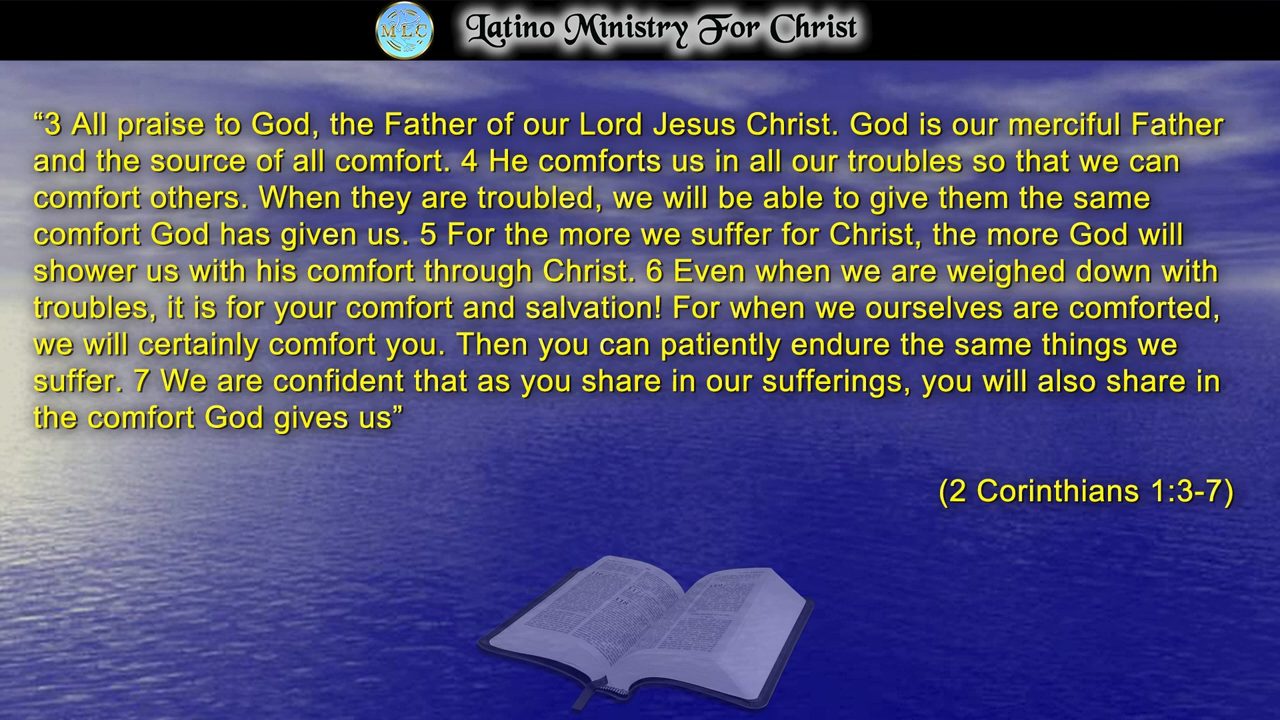 MLC
Latino Ministry For Christ
“3 All praise to God, the Father of our Lord Jesus Christ. God is our merciful Father
and the source of all comfort. 4 He comforts us in all our troubles so that we can
comfort others. When they are troubled, we will be able to give them the same
comfort God has given us. 5 For the more we suffer for Christ, the more God will
shower us with his comfort through Christ. 6 Even when we are weighed down with
troubles, it is for your comfort and salvation! For when we ourselves are comforted,
we will certainly comfort you. Then you can patiently endure the same things we
suffer. 7 We are confident that as you share in our sufferings, you will also share in
the comfort God gives us”
(2 Corinthians 1:3-7)